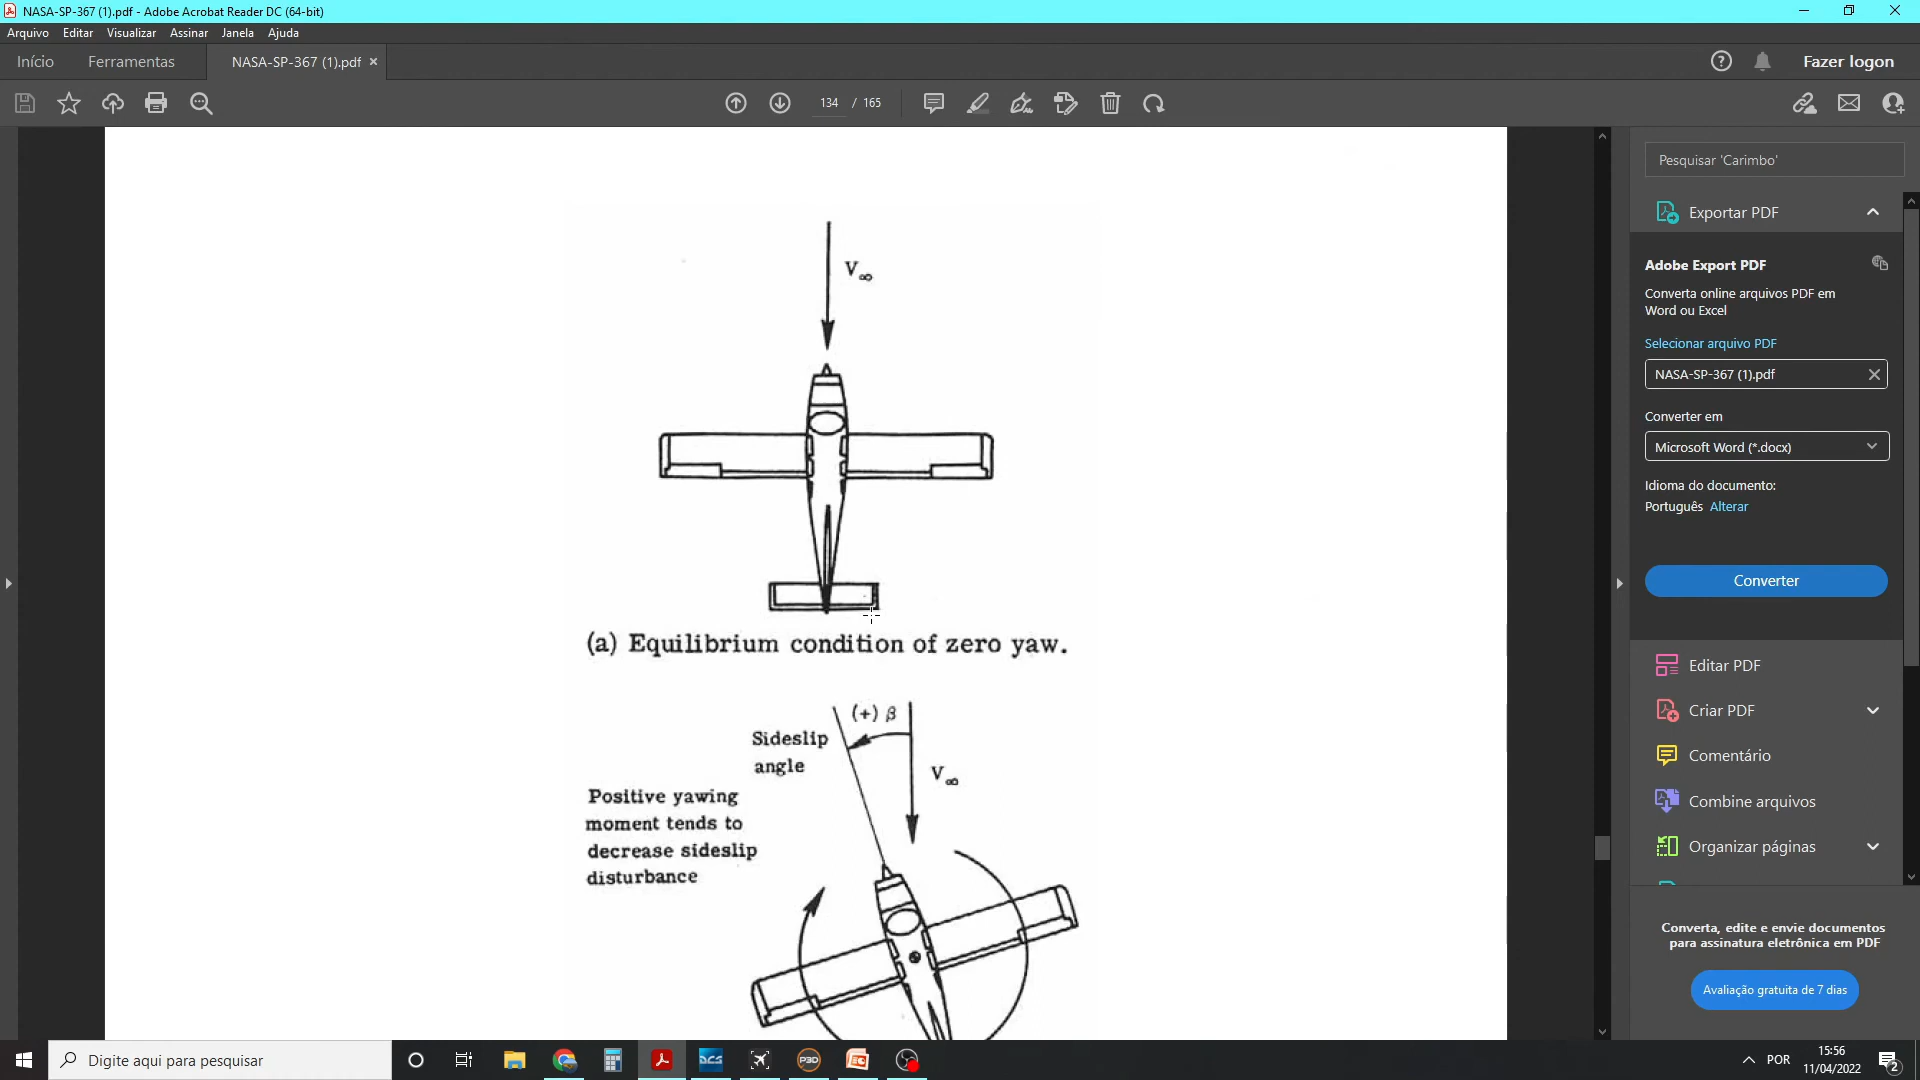 NASA-SP-367 (1).pdf - Adobe Acrobat Reader DC (64-bit)
Arquivo Editar Visualizar Assinar Janela Ajuda
Início Ferramentas NASA-SP-367 (1).pdf × Fazer logon
134 / 165
V∞
(a) Equilibrium condition of zero yaw.
(+) β
Sideslip
angle
V∞
Positive yawing
moment tends to
decrease sideslip
disturbance
Pesquisar 'Carimbo'
Exportar PDF
Adobe Export PDF
Converta online arquivos PDF em
Word ou Excel
Selecionar arquivo PDF
NASA-SP-367 (1).pdf
Converter em
Microsoft Word (*.docx)
Idioma do documento:
Português Alterar
Converter
Editar PDF
Criar PDF
Comentário
Combine arquivos
Organizar páginas
Converta, edite e envie documentos
para assinatura eletrônica em PDF
Avaliação gratuita de 7 dias
Digite aqui para pesquisar
DCS
P3D
POR
15:56
11/04/2022
2